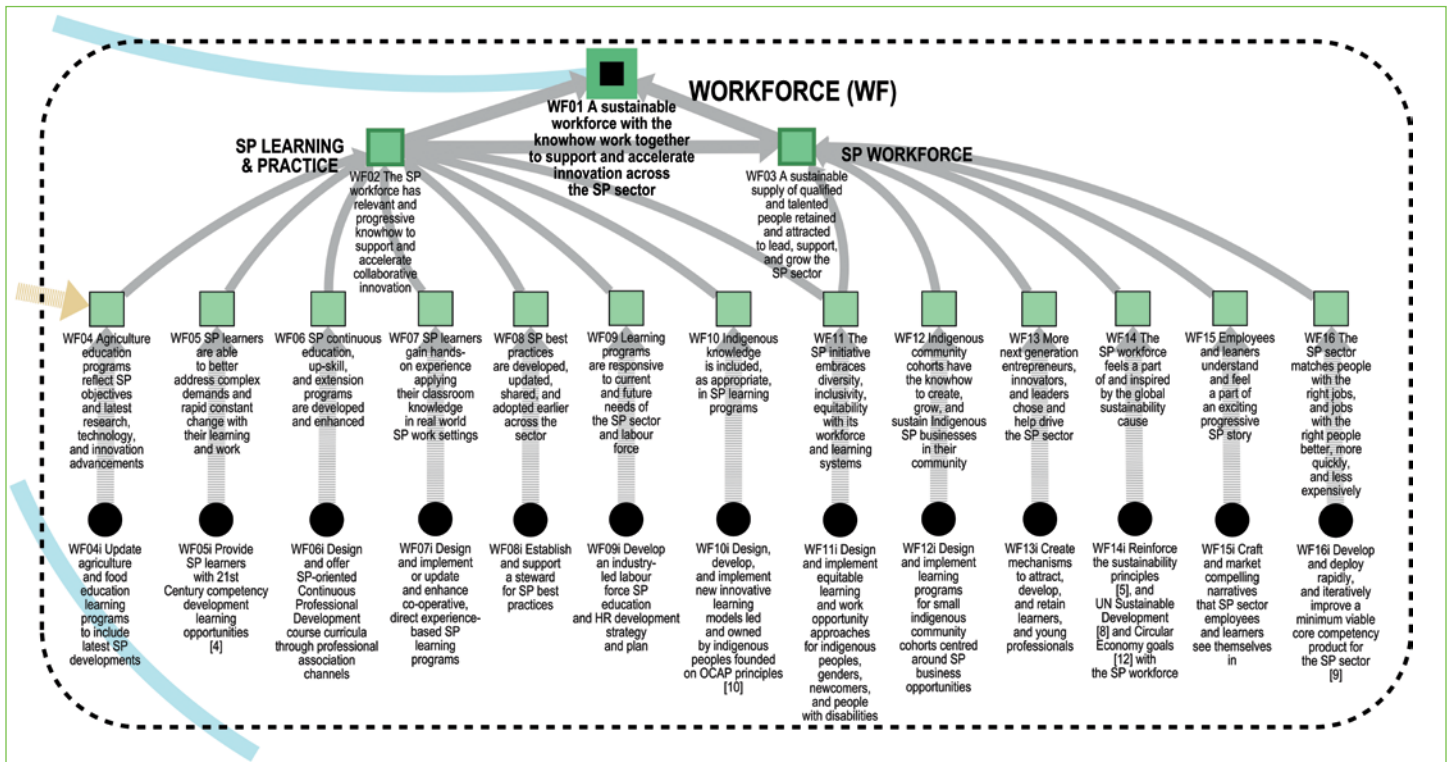 WORKFORCE (WF)
WF01 A sustainable
workforce with the
knowhow work together
to support and accelerate
innovation across
the SP sector
SP LEARNING
& PRACTICE
WF02 The SP
workforce has
relevant and
progressive
knowhow to
support and
accelerate
collaborative
innovation
SP WORKFORCE
WF03 A sustainable
supply of qualified
and talented
people retained
and attracted
to lead, support,
and grow the
SP sector
WF04 Agriculture
education
programs
reflect SP
objectives
and latest
research,
technology,
and innovation
advancements
WF05 SP learners
are able
to better
address complex
demands and
rapid constant
change with
their learning
and work
WF06 SP continuous
education,
up-skill,
and extension
programs
are developed
and enhanced
WF07 SP learners
gain hands-
on experience
applying
their classroom
knowledge
in real world
SP work settings
WF08 SP best
practices
are developed,
updated,
shared, and
adopted earlier
across the
sector
WF09 Learning
programs
are responsive
to current
and future
needs of
the SP sector
and labour
force
WF10 Indigenous
knowledge
is included,
as appropriate,
in SP learning
programs
WF11 The
SP initiative
embraces
diversity,
inclusivity,
equitability
with its
workforce
and learning
systems
WF12 Indigenous
community
cohorts have
the knowhow
to create,
grow, and
sustain Indigenous
SP businesses
in their
community
WF13 More
next generation
entrepreneurs,
innovators,
and leaders
chose and
help drive
the SP sector
WF14 The
SP workforce
feels a part
of and inspired
by the global
sustainability
cause
WF15 Employees
and leaners
understand
and feel
a part of
an exciting
progressive
SP story
WF16 The
SP sector
matches people
with the
right jobs,
and jobs
with the
right people
better, more
quickly,
and less
expensively
WF04i Update
agriculture
and food
education
learning
programs
to include
latest SP
developments
WF05i Provide
SP learners
with 21st
Century competency
development
learning
opportunities
[4]
WF06i Design
and offer
SP-oriented
Continuous
Professional
Development
course curricula
through professional
association
channels
WF07i Design
and implement
or update
and enhance
co-operative,
direct experience-
based SP
learning
programs
WF08i Establish
and support
a steward
for SP best
practices
WF09i Develop
an industry-
led labour
force SP
education
and HR development
strategy
and plan
WF10i Design,
develop,
and implement
new innovative
learning
models led
and owned
by indigenous
peoples founded
on OCAP principles
[10]
WF11i Design
and implement
equitable
learning
and work
opportunity
approaches
for indigenous
peoples,
genders,
newcomers,
and people
with disabilities
WF12i Design
and implement
learning
programs
for small
indigenous
community
cohorts centred
around SP
business
opportunities
WF13i Create
mechanisms
to attract,
develop,
and retain
learners,
and young
professionals
WF14i Reinforce
the sustainability
principles
[5], and
UN Sustainable
Development
[8] and Circular
Economy goals
[12] with
the SP workforce
WF15i Craft
and market
compelling
narratives
that SP sector
employees
and learners
see themselves
in
WF16i Develop
and deploy
rapidly,
and iteratively
improve a
minimum viable
core competency
product for
the SP sector
[9]